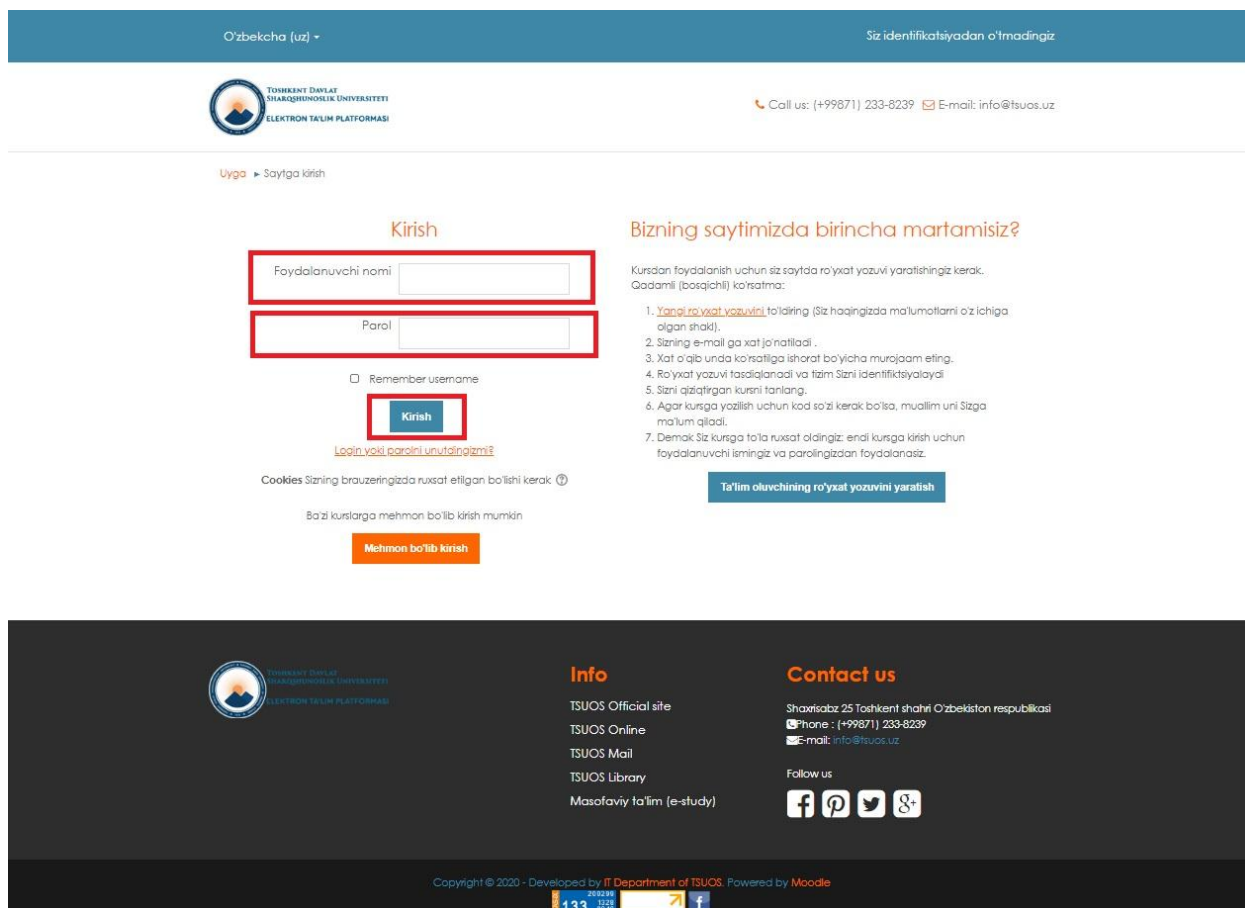 O'zbekcha (uz)
Siz identifikatsiyadan o'tmadingiz
Toshkent Davlat
Sharqshunoslik Universiteti
ELEKTRON TA'LIM PLATFORMASI
Call us: (+99871) 233-8239 E-mail: info@tsuos.uz
Uyga ► Saytga kirish
Kirish
Foydalanuvchi nomi
Parol
Remember username
Kirish
Login yoki parolni unutdingizmi?
Cookies Sizning brauzeringizda ruxsat etilgan bo'lishi kerak
Ba'zi kurslarga mehmon bo'lib kirish mumkin
Mehmon bo'lib kirish
Bizning saytimizda birincha martamisiz?
Kursdan foydalanish uchun siz saytda ro'yxat yozuvi yaratishingiz kerak.
Qadamli (bosqichli) ko'rsatma:
1. Yangi ro'yxat yozuvini to'ldiring (Siz haqingizda ma'lumotlarni o'z ichiga
olgan shakl).
2. Sizning e-mail ga xat jo'natiladi .
3. Xat o'qib unda ko'rsatilga ishorat bo'yicha murojaam eting.
4. Ro'yxat yozuvi tasdiqlanadi va tizim Sizni identifiktsiyalaydi
5. Sizni qiziqtirgan kursni tanlang.
6. Agar kursga yozilish uchun kod so'zi kerak bo'lsa, muallim uni Sizga
ma'lum qiladi.
7. Demak Siz kursga to'la ruxsat oldingiz: endi kursga kirish uchun
foydalanuvchi ismingiz va parolingizdan foydalanasiz.
Ta'lim oluvchining ro'yxat yozuvini yaratish
Toshkent Davlat
Sharqshunoslik Universiteti
ELEKTRON TA'LIM PLATFORMASI
Info
TSUOS Official site
TSUOS Online
TSUOS Mail
TSUOS Library
Masofaviy ta'lim (e-study)
Contact us
Shaxrisabz 25 Toshkent shahri O'zbekiston respublikasi
Phone : (+99871) 233-8239
E-mail: info@tsuos.uz
Follow us
Copyright © 2020 - Developed by IT Department of TSUOS. Powered by Moodle
133